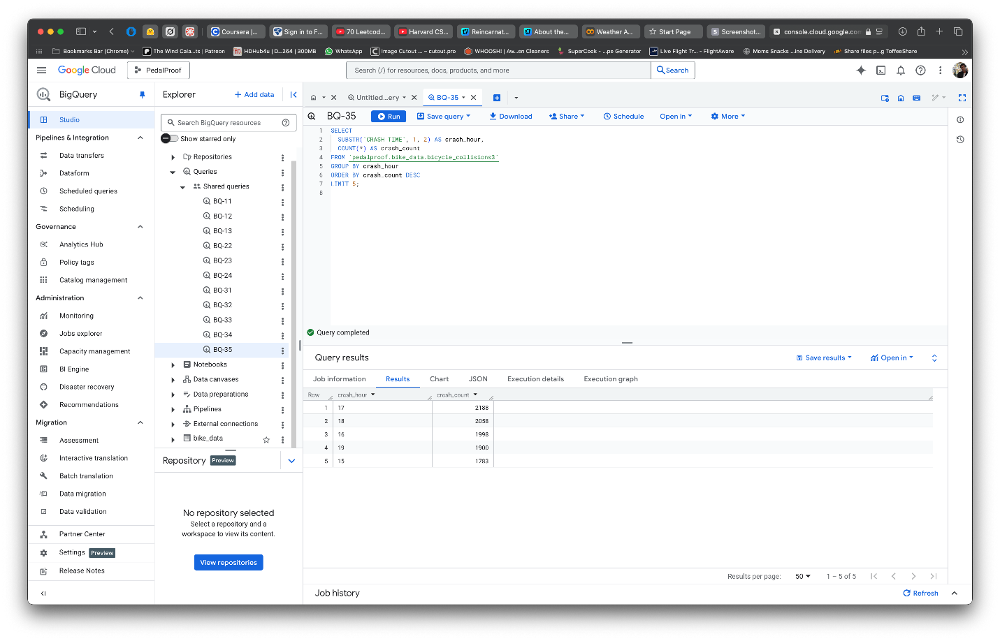 Coursera |...
Sign in to F...
70 Leetcod...
Harvard CS...
Reincarnat...
About the...
Weather A...
Start Page
Screenshot...
console.cloud.google.com
Bookmarks Bar (Chrome)
The Wind Cala...ts | Patreon
HDHub4u | D...264 | 300MB
WhatsApp
Image Cutout ... – cutout.pro
WHOOSH! | Aw...en Cleaners
SuperCook - ...pe Generator
Live Flight Tr... - FlightAware
Moms Snacks ...ine Delivery
Share files p...g ToffeeShare
Google Cloud
PedalProof
Search (/) for resources, docs, products, and more
Search
BigQuery
Studio
Pipelines & Integration
Data transfers
Dataform
Scheduled queries
Scheduling
Governance
Analytics Hub
Policy tags
Catalog management
Administration
Monitoring
Jobs explorer
Capacity management
BI Engine
Disaster recovery
Recommendations
Migration
Assessment
Interactive translation
Batch translation
Data migration
Data validation
Partner Center
Settings Preview
Release Notes
Explorer
+ Add data
Search BigQuery resources
Show starred only
Repositories
Queries
Shared queries
BQ-11
BQ-12
BQ-13
BQ-22
BQ-23
BQ-24
BQ-31
BQ-32
BQ-33
BQ-34
BQ-35
Notebooks
Data canvases
Data preparations
Pipelines
External connections
bike_data
Repository Preview
No repository selected
Select a repository and a
workspace to view its content.
View repositories
Untitled...ery
BQ-35
BQ-35
Run
Save query
Download
Share
Schedule
Open in
More
1 SELECT
2 SUBSTR(`CRASH TIME`, 1, 2) AS crash_hour,
3 COUNT(*) AS crash_count
4 FROM `pedalproof.bike_data.bicycle_collisions3`
5 GROUP BY crash_hour
6 ORDER BY crash_count DESC
7 LIMIT 5;
8
Query completed
Query results
Save results
Open in
Job information Results Chart JSON Execution details Execution graph
Row crash_hour crash_count
1 17 2188
2 18 2058
3 16 1998
4 19 1900
5 15 1783
Results per page: 50 1 – 5 of 5
Job history
Refresh